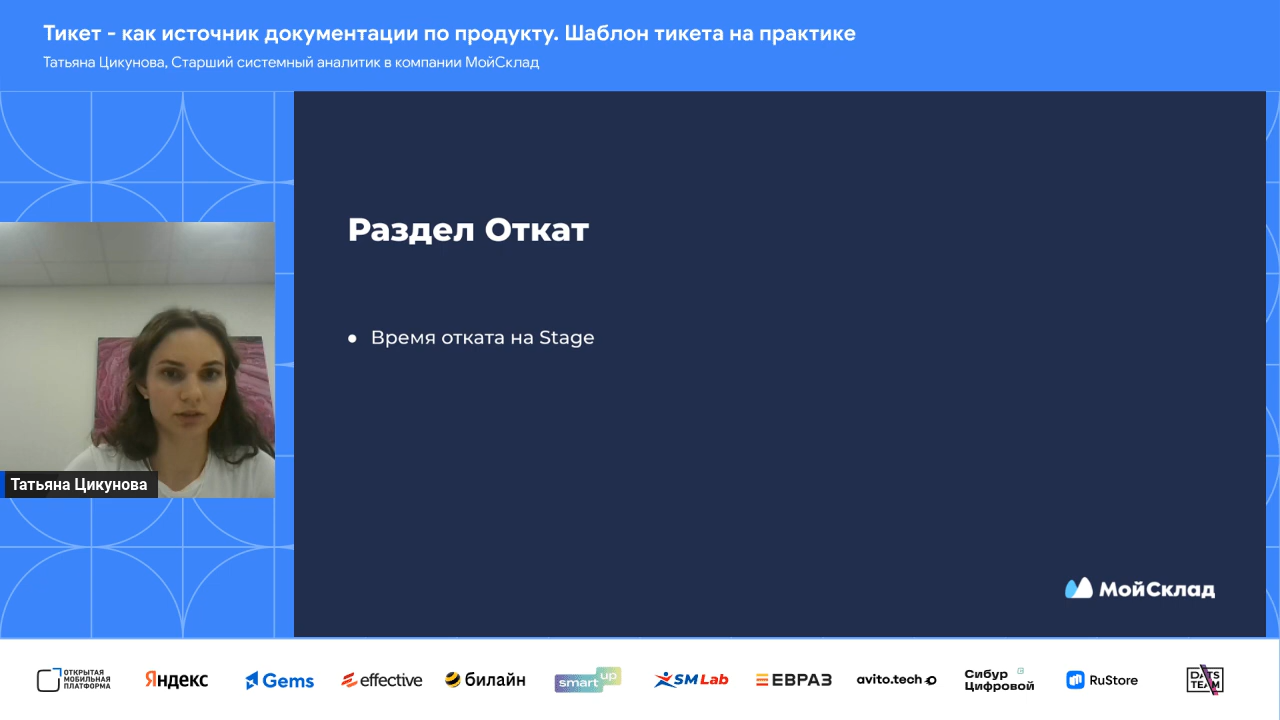 Тикет - как источник документации по продукту. Шаблон тикета на практике
Татьяна Цикунова, Старший системный аналитик в компании МойСклад
Раздел Откат
• Время отката на Stage
Татьяна Цикунова
МойСклад
ОТКРЫТАЯ
МОБИЛЬНАЯ
ПЛАТФОРМА
Яндекс
Gems
effective
билайн
smart up
SM Lab
ЕВРАЗ
avito.tech
Сибур
Цифровой
RuStore
DATS
TEAM